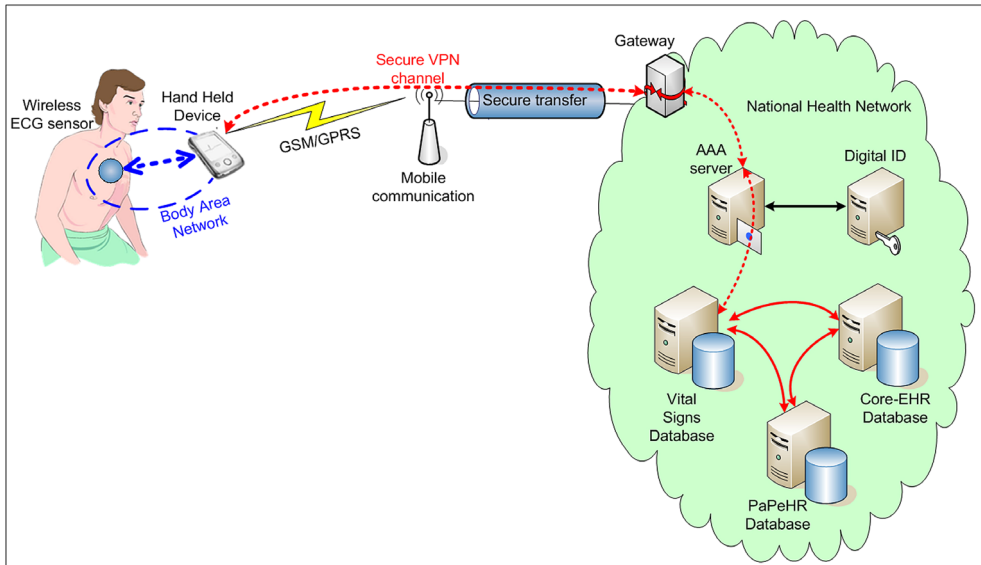 Wireless
ECG sensor
Hand Held
Device
Body Area
Network
GSM/GPRS
Secure VPN
channel
Mobile
communication
Secure transfer
Gateway
National Health Network
AAA
server
Digital ID
Vital
Signs
Database
Core-EHR
Database
PaPeHR
Database